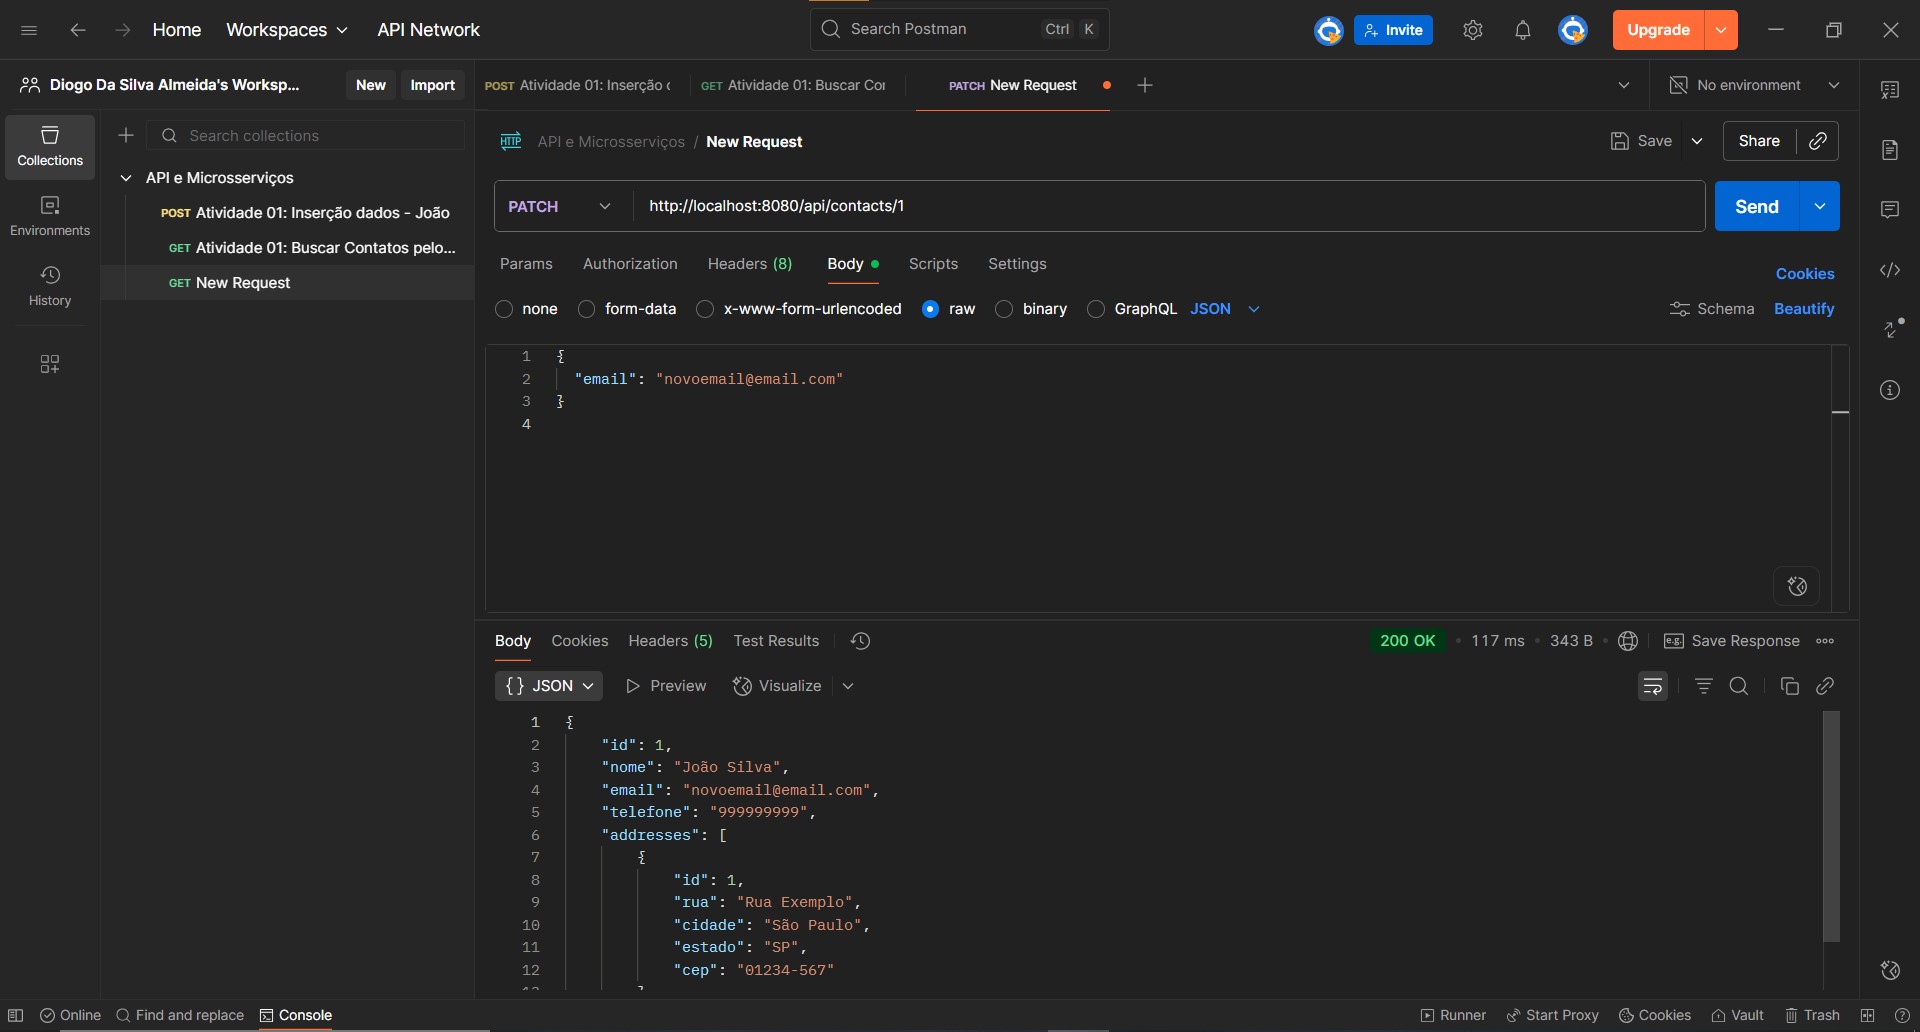 Home
Workspaces
API Network
Search Postman
Ctrl K
Invite
Upgrade
Diogo Da Silva Almeida's Worksp...
New
Import
POST Atividade 01: Inserção
GET Atividade 01: Buscar Cor
PATCH New Request
No environment
Collections
Environments
History
Search collections
API e Microsserviços
POST Atividade 01: Inserção dados - João
GET Atividade 01: Buscar Contatos pelo...
GET New Request
HTTP API e Microsserviços / New Request
Save
Share
PATCH
http://localhost:8080/api/contacts/1
Send
Params
Authorization
Headers (8)
Body
Scripts
Settings
Cookies
none
form-data
x-www-form-urlencoded
raw
binary
GraphQL
JSON
Schema
Beautify
1 {
2 "email": "novoemail@email.com"
3 }
4
Body
Cookies
Headers (5)
Test Results
200 OK
117 ms
343 B
e.g. Save Response
{} JSON
Preview
Visualize
1 {
2 "id": 1,
3 "nome": "João Silva",
4 "email": "novoemail@email.com",
5 "telefone": "999999999",
6 "addresses": [
7 {
8 "id": 1,
9 "rua": "Rua Exemplo",
10 "cidade": "São Paulo",
11 "estado": "SP",
12 "cep": "01234-567"
Online
Find and replace
Console
Runner
Start Proxy
Cookies
Vault
Trash